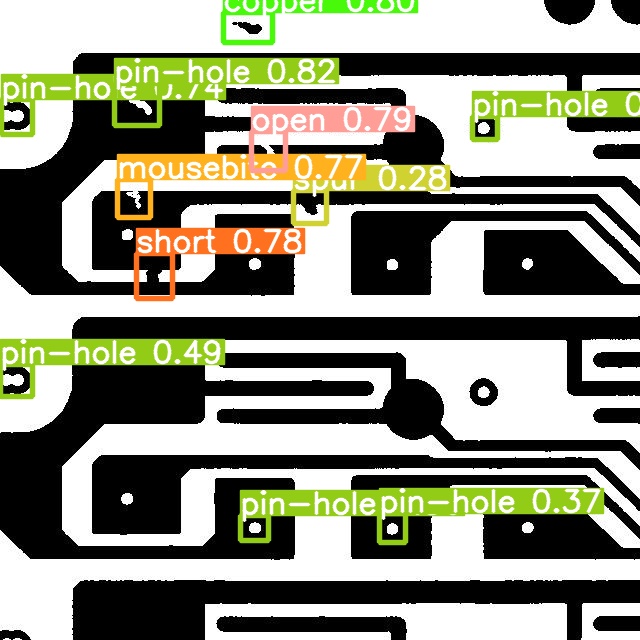 copper 0.80
pin-hole 0.82
pin-hole 0.74
pin-hole 0
open 0.79
mousebite 0.77
spur 0.28
short 0.78
pin-hole 0.49
pin-hole
pin-hole 0.37